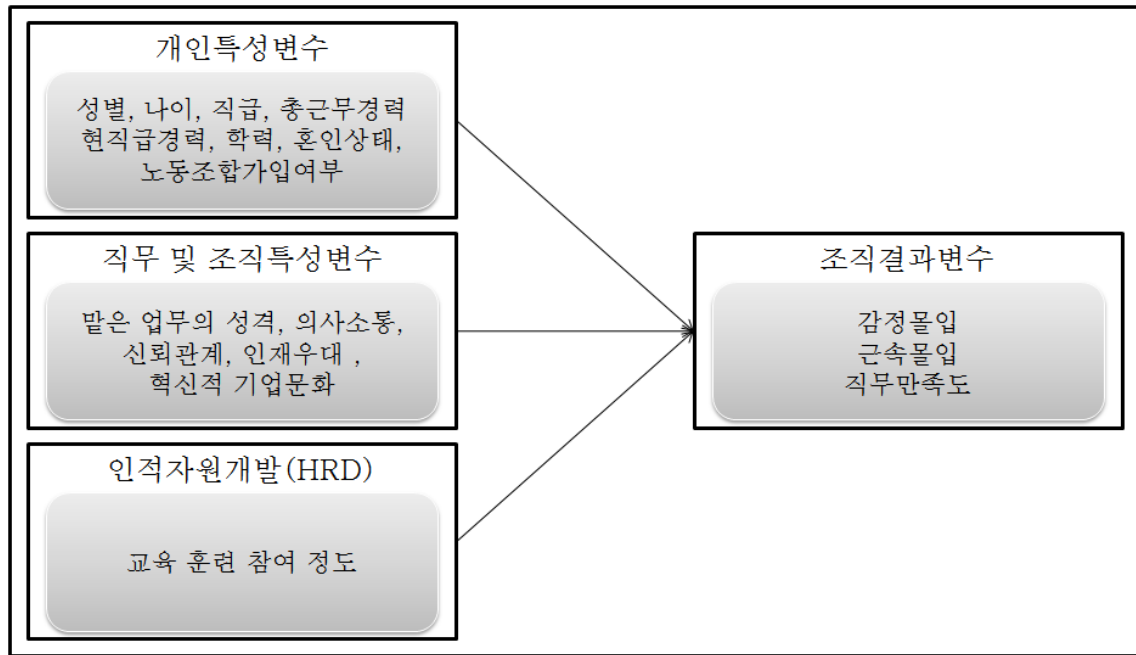 개인특성변수
성별, 나이, 직급, 총근무경력
현직급경력, 학력, 혼인상태,
노동조합가입여부
직무 및 조직특성변수
맡은 업무의 성격, 의사소통,
신뢰관계, 인재우대 ,
혁신적 기업문화
인적자원개발(HRD)
교육 훈련 참여 정도
조직결과변수
감정몰입
근속몰입
직무만족도